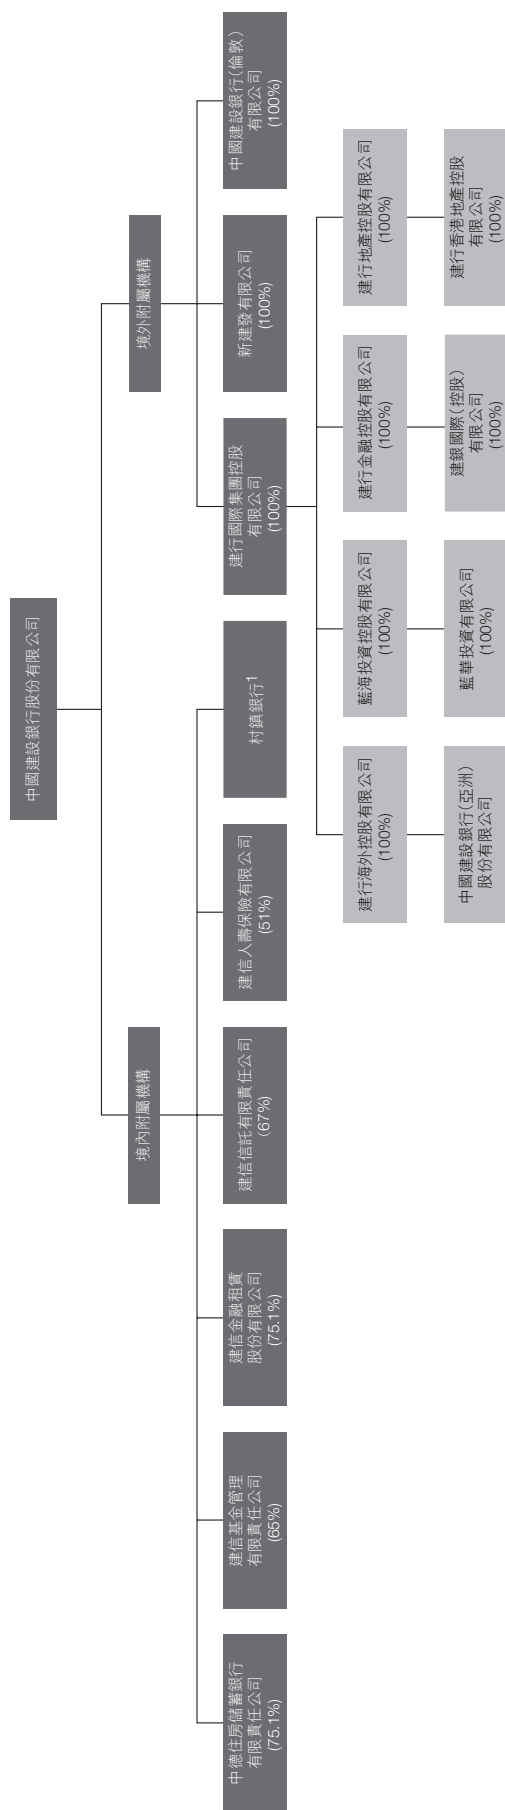 中國建設銀行股份有限公司
境內附屬機構
境外附屬機構
中德住房儲蓄銀行
有限責任公司
(75.1%)
建信基金管理
有限責任公司
(65%)
建信金融租賃
股份有限公司
(75.1%)
建信信託有限責任公司
(67%)
建信人壽保險有限公司
(51%)
村鎮銀行1
建行國際集團控股
有限公司
(100%)
新建發有限公司
(100%)
中國建設銀行(倫敦)
有限公司
(100%)
建行海外控股有限公司
(100%)
藍海投資控股有限公司
(100%)
建行金融控股有限公司
(100%)
建行地產控股有限公司
(100%)
中國建設銀行(亞洲)
股份有限公司
藍華投資有限公司
(100%)
建銀國際(控股)
有限公司
(100%)
建行香港地產控股
有限公司
(100%)